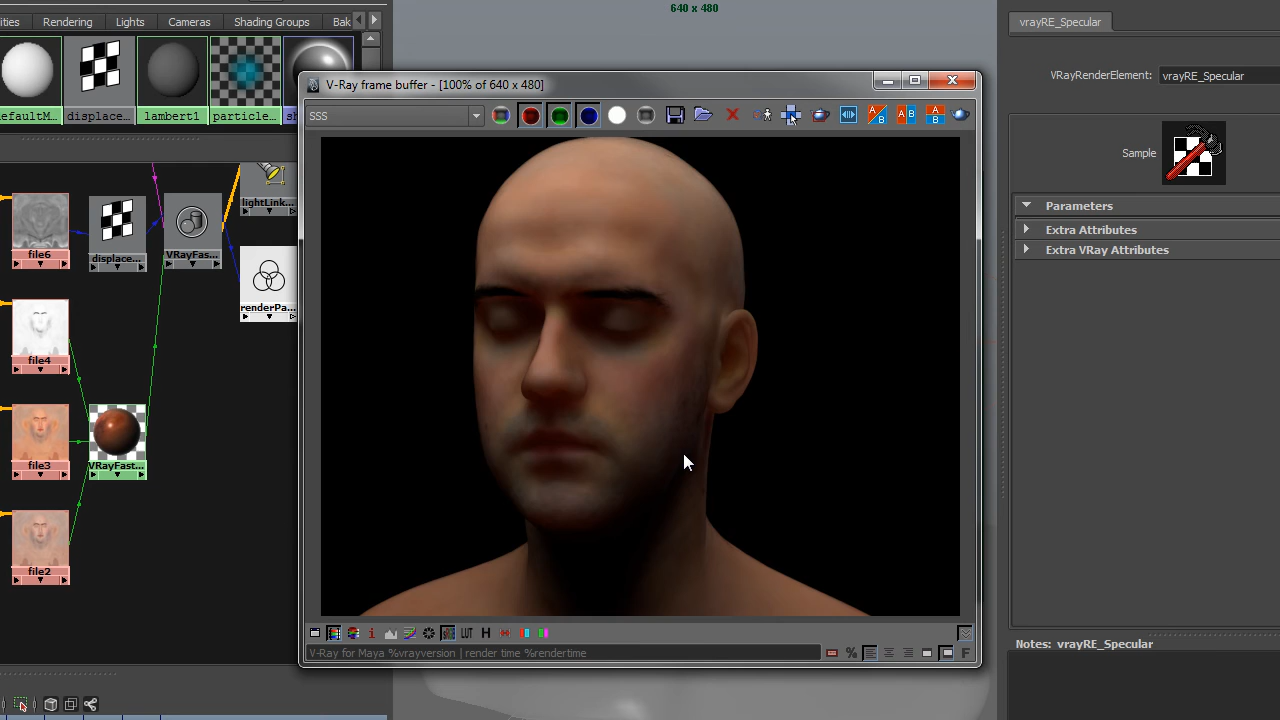 640 x 480
Rendering
Lights
Cameras
Shading Groups
Bak
vrayRE_Specular
VRayRenderElement: vrayRE_Specular
V-Ray frame buffer - [100% of 640 x 480]
efaultM...
displace...
lambert1
particle...
SSS
Sample
Parameters
Extra Attributes
Extra VRay Attributes
lightLink...
file6
displace...
VRayFas...
renderPa...
file4
file3
VRayFast...
file2
LUT
H
V-Ray for Maya %vrayversion | render time %rendertime
%
F
Notes: vrayRE_Specular